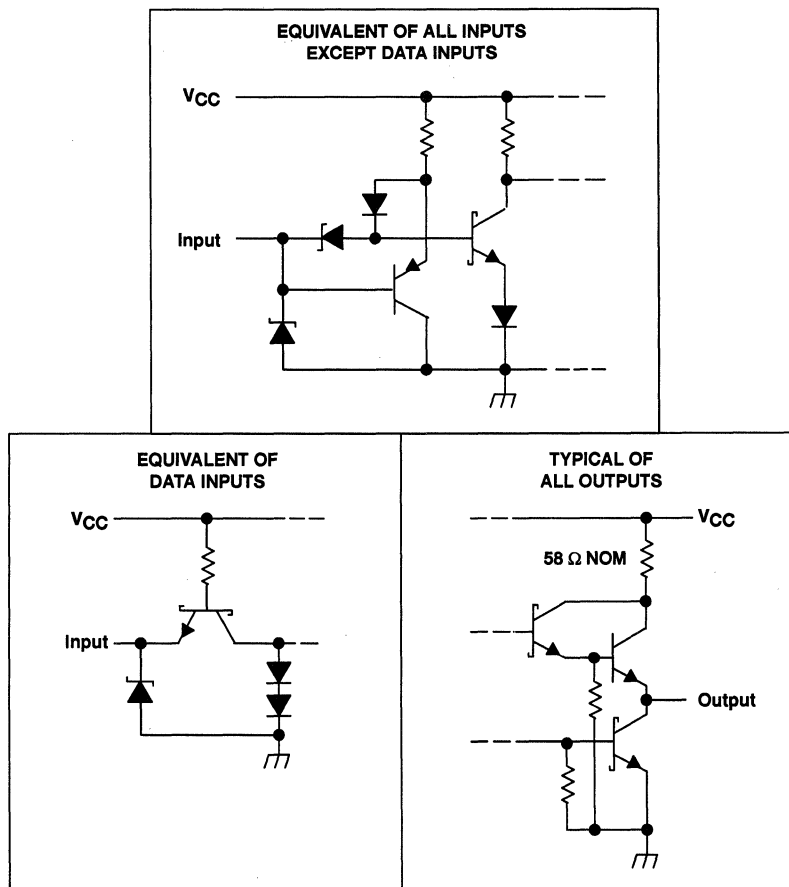 EQUIVALENT OF ALL INPUTS
EXCEPT DATA INPUTS
VCC
Input
EQUIVALENT OF
DATA INPUTS
VCC
Input
TYPICAL OF
ALL OUTPUTS
VCC
58 Ω NOM
Output